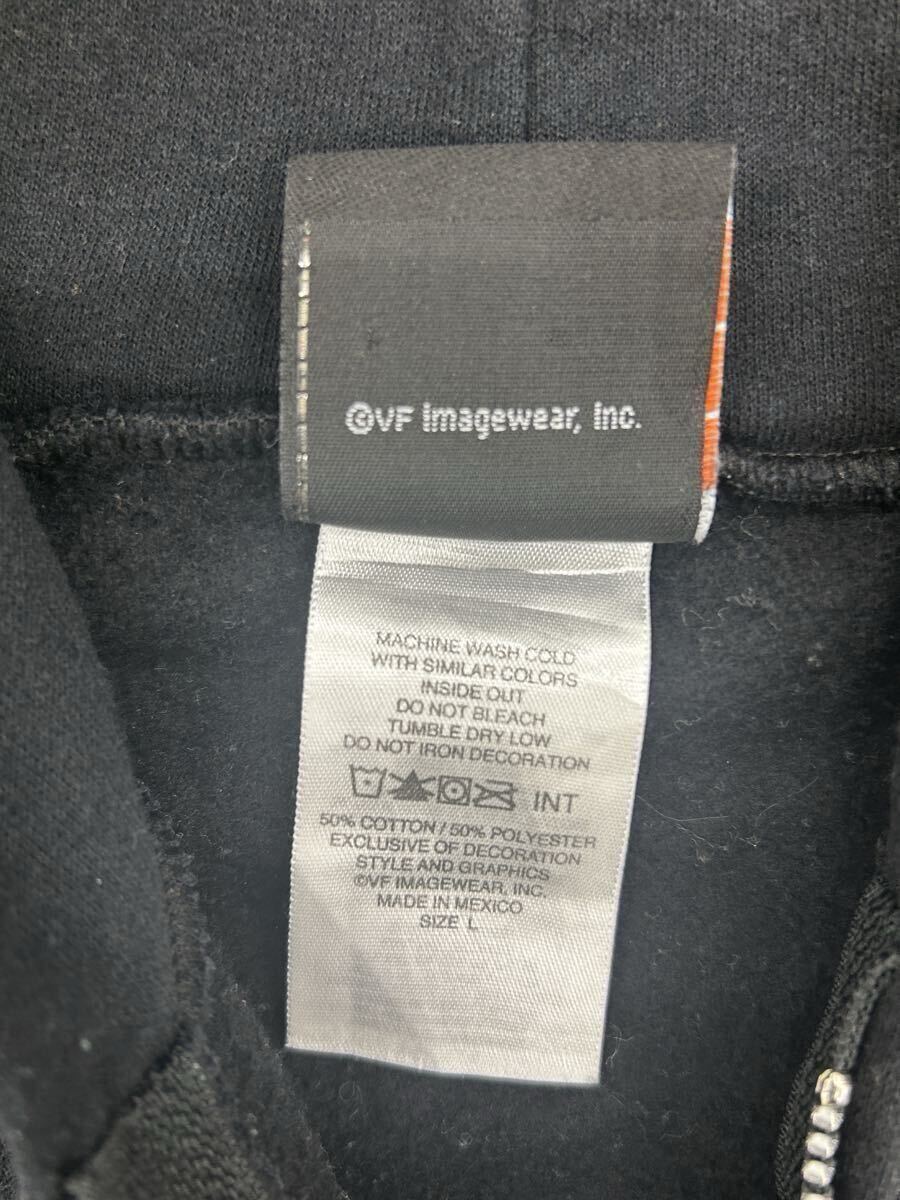 ©VF Imagewear, Inc.
MACHINE WASH COLD
WITH SIMILAR COLORS
INSIDE OUT
DO NOT BLEACH
TUMBLE DRY LOW
DO NOT IRON DECORATION
INT
50% COTTON / 50% POLYESTER
EXCLUSIVE OF DECORATION
STYLE AND GRAPHICS
©VF IMAGEWEAR, INC.
MADE IN MEXICO
SIZE L